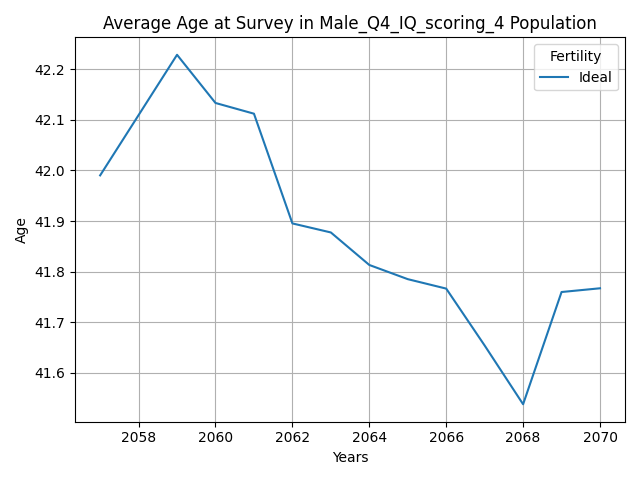 Average Age at Survey in Male_Q4_IQ_scoring_4 Population
Fertility
Ideal
42.2
42.1
42.0
41.9
41.8
41.7
41.6
Age
2058 2060 2062 2064 2066 2068 2070
Years